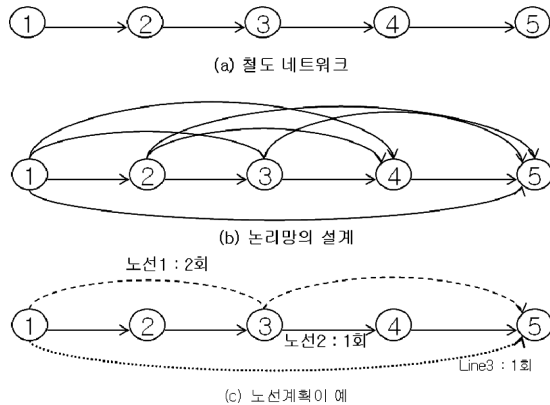 1 2 3 4 5
(a) 철도 네트워크
1 2 3 4 5
(b) 논리망의 설계
노선1 : 2회
1 2 3 4 5
노선2 : 1회
Line3 : 1회
(c) 노선계획이 예